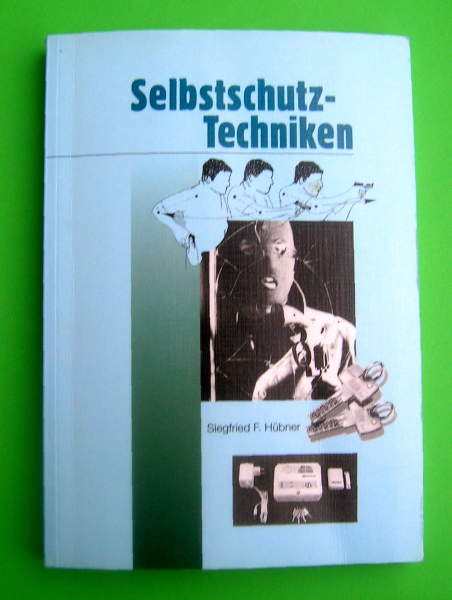 Selbstschutz-
Techniken
Siegfried F. Hübner